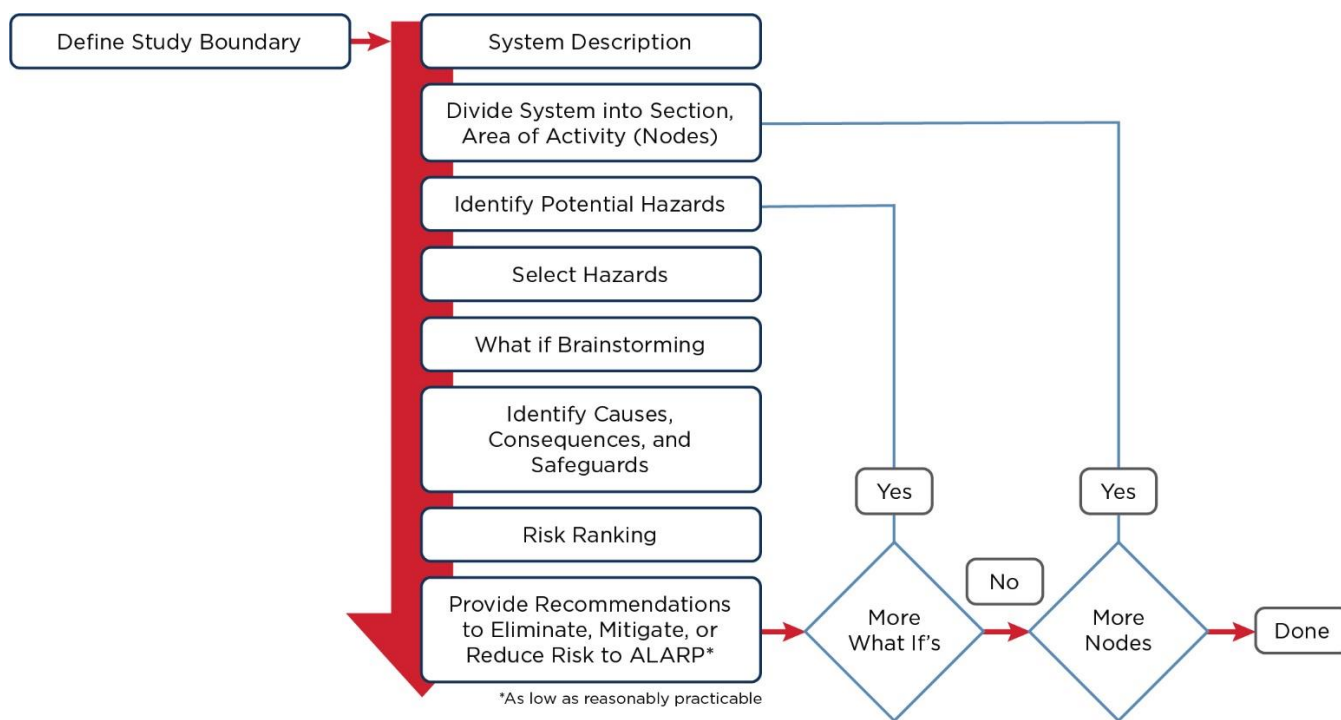 Define Study Boundary
System Description
Divide System into Section,
Area of Activity (Nodes)
Identify Potential Hazards
Select Hazards
What if Brainstorming
Identify Causes,
Consequences, and
Safeguards
Yes
Yes
Risk Ranking
No
Provide Recommendations
to Eliminate, Mitigate, or
Reduce Risk to ALARP*
More
What If's
More
Nodes
Done
*As low as reasonably practicable